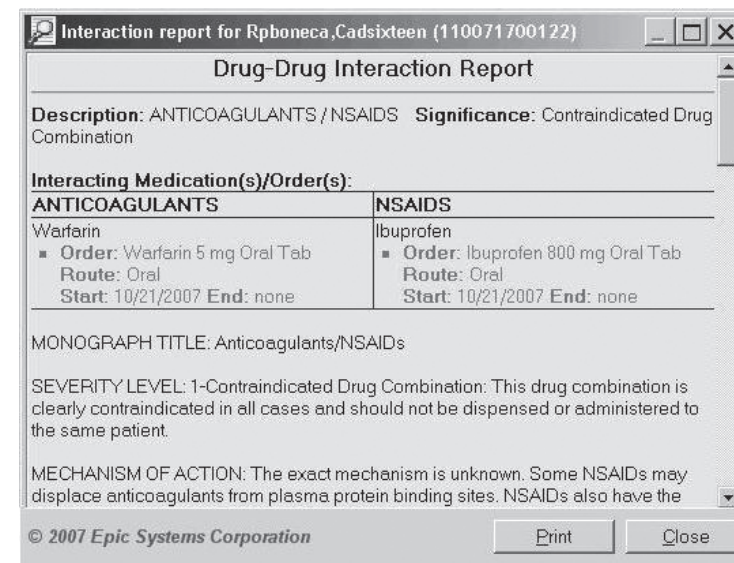 Interaction report for Rpboneca,Cadsixteen (110071700122)
Drug-Drug Interaction Report
Description: ANTICOAGULANTS / NSAIDS Significance: Contraindicated Drug
Combination
Interacting Medication(s)/Order(s):
ANTICOAGULANTS NSAIDS
Warfarin Ibuprofen
▪ Order: Warfarin 5 mg Oral Tab ▪ Order: Ibuprofen 800 mg Oral Tab
Route: Oral Route: Oral
Start: 10/21/2007 End: none Start: 10/21/2007 End: none
MONOGRAPH TITLE: Anticoagulants/NSAIDs
SEVERITY LEVEL: 1-Contraindicated Drug Combination: This drug combination is
clearly contraindicated in all cases and should not be dispensed or administered to
the same patient.
MECHANISM OF ACTION: The exact mechanism is unknown. Some NSAIDs may
displace anticoagulants from plasma protein binding sites. NSAIDs also have the
© 2007 Epic Systems Corporation Print Close